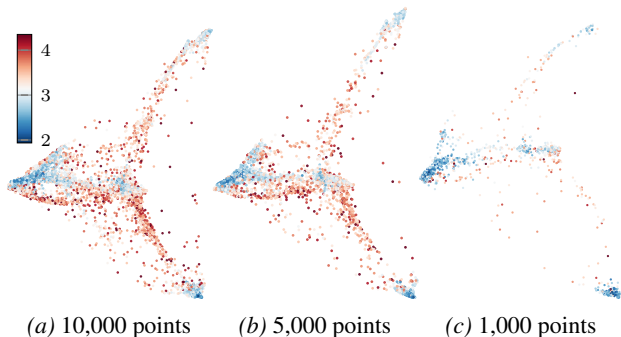 4
3
2
(a) 10,000 points
(b) 5,000 points
(c) 1,000 points